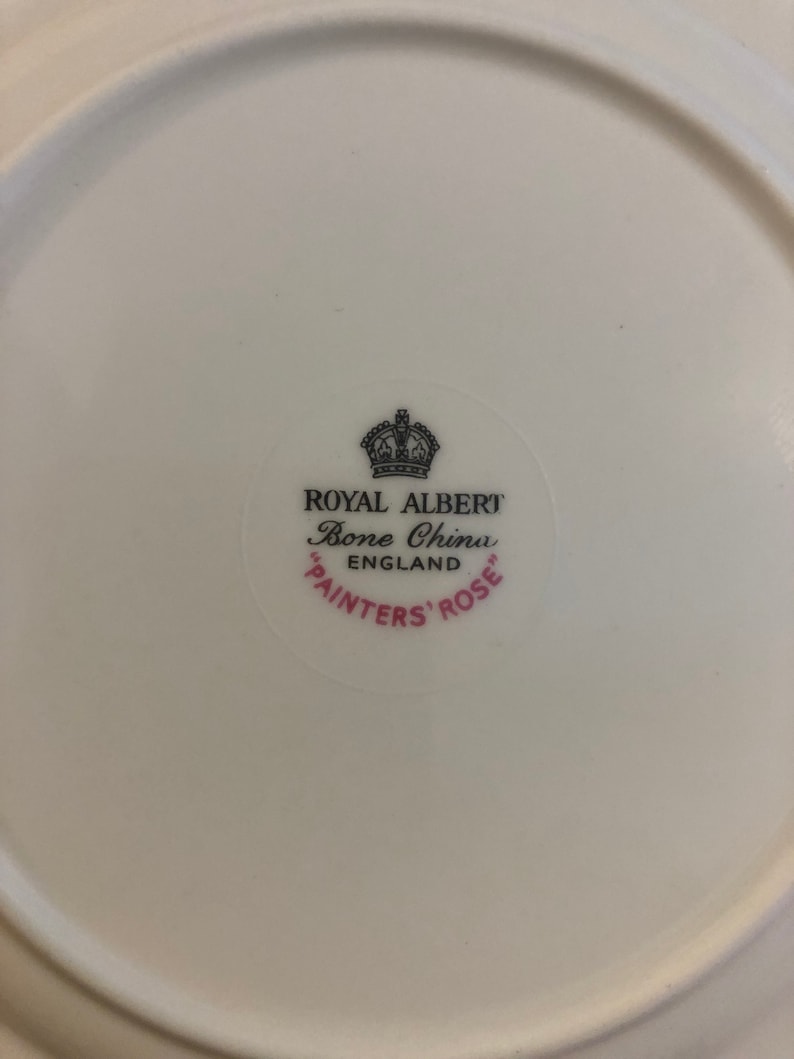 ROYAL ALBERT
Bone China
ENGLAND
"PAINTERS' ROSE"